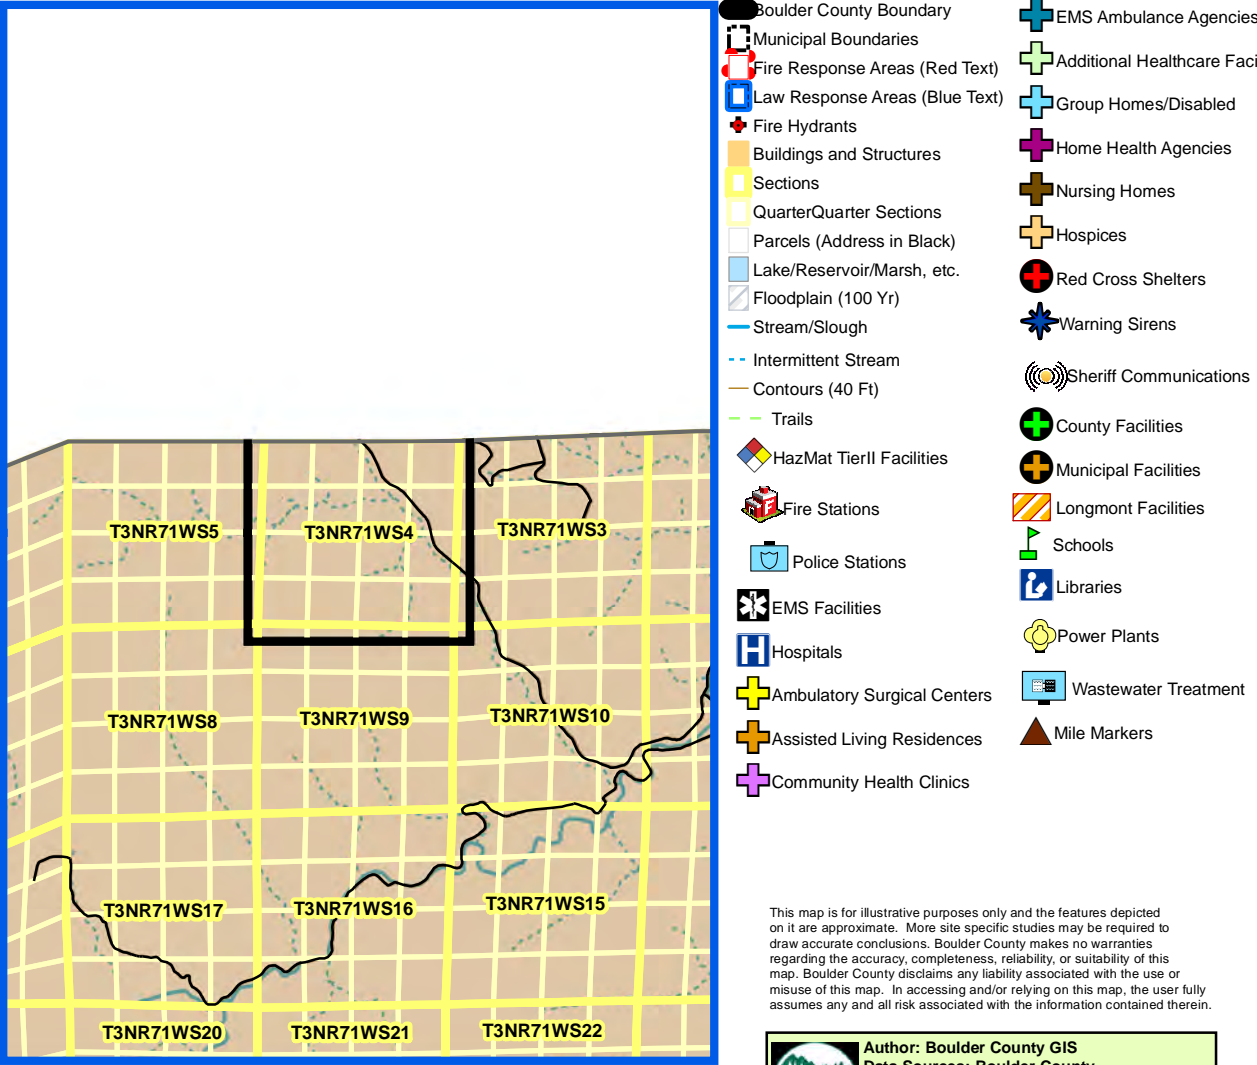 Boulder County Boundary
Municipal Boundaries
Fire Response Areas (Red Text)
Law Response Areas (Blue Text)
Fire Hydrants
Buildings and Structures
Sections
QuarterQuarter Sections
Parcels (Address in Black)
Lake/Reservoir/Marsh, etc.
Floodplain (100 Yr)
Stream/Slough
Intermittent Stream
Contours (40 Ft)
Trails
HazMat TierII Facilities
Fire Stations
Police Stations
EMS Facilities
H Hospitals
Ambulatory Surgical Centers
Assisted Living Residences
Community Health Clinics
EMS Ambulance Agencies
Additional Healthcare Faci
Group Homes/Disabled
Home Health Agencies
Nursing Homes
Hospices
Red Cross Shelters
Warning Sirens
Sheriff Communications
County Facilities
Municipal Facilities
Longmont Facilities
Schools
Libraries
Power Plants
Wastewater Treatment
Mile Markers
T3NR71WS5
T3NR71WS4
T3NR71WS3
T3NR71WS8
T3NR71WS9
T3NR71WS10
T3NR71WS17
T3NR71WS16
T3NR71WS15
T3NR71WS20
T3NR71WS21
T3NR71WS22
This map is for illustrative purposes only and the features depicted
on it are approximate. More site specific studies may be required to
draw accurate conclusions. Boulder County makes no warranties
regarding the accuracy, completeness, reliability, or suitability of this
map. Boulder County disclaims any liability associated with the use or
misuse of this map. In accessing and/or relying on this map, the user fully
assumes any and all risk associated with the information contained therein.
Author: Boulder County GIS
Data Sources: Boulder County